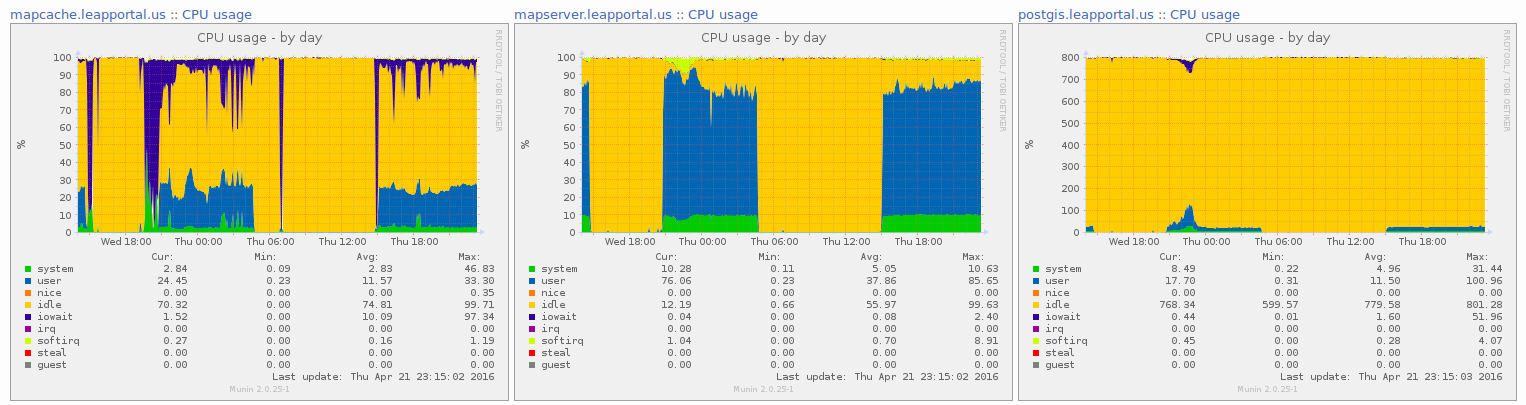 mapcache.leapportal.us :: CPU usage
CPU usage - by day
RRDTOOL / TOBI OETIKER
%
100
90
80
70
60
50
40
30
20
10
0
Wed 18:00 Thu 00:00 Thu 06:00 Thu 12:00 Thu 18:00
Cur: Min: Avg: Max:
system 2.84 0.09 2.83 46.83
user 24.45 0.23 11.57 33.30
nice 0.00 0.00 0.00 0.35
idle 70.32 0.00 74.81 99.71
iowait 1.52 0.00 10.09 97.34
irq 0.00 0.00 0.00 0.00
softirq 0.27 0.00 0.16 1.19
steal 0.00 0.00 0.00 0.00
guest 0.00 0.00 0.00 0.00
Last update: Thu Apr 21 23:15:02 2016
Munin 2.0.25-1
mapserver.leapportal.us :: CPU usage
CPU usage - by day
RRDTOOL / TOBI OETIKER
%
100
90
80
70
60
50
40
30
20
10
0
Wed 18:00 Thu 00:00 Thu 06:00 Thu 12:00 Thu 18:00
Cur: Min: Avg: Max:
system 10.28 0.11 5.05 10.63
user 76.06 0.23 37.86 85.65
nice 0.00 0.00 0.00 0.00
idle 12.19 0.66 55.97 99.63
iowait 0.04 0.00 0.08 2.40
irq 0.00 0.00 0.00 0.00
softirq 1.04 0.00 0.70 8.91
steal 0.00 0.00 0.00 0.00
guest 0.00 0.00 0.00 0.00
Last update: Thu Apr 21 23:15:02 2016
Munin 2.0.25-1
postgis.leapportal.us :: CPU usage
CPU usage - by day
RRDTOOL / TOBI OETIKER
%
800
700
600
500
400
300
200
100
0
Wed 18:00 Thu 00:00 Thu 06:00 Thu 12:00 Thu 18:00
Cur: Min: Avg: Max:
system 8.49 0.22 4.96 31.44
user 17.70 0.31 11.50 100.96
nice 0.00 0.00 0.00 0.00
idle 768.34 599.57 779.58 801.28
iowait 0.44 0.01 1.60 51.96
irq 0.00 0.00 0.00 0.00
softirq 0.45 0.00 0.28 4.07
steal 0.00 0.00 0.00 0.00
guest 0.00 0.00 0.00 0.00
Last update: Thu Apr 21 23:15:03 2016
Munin 2.0.25-1